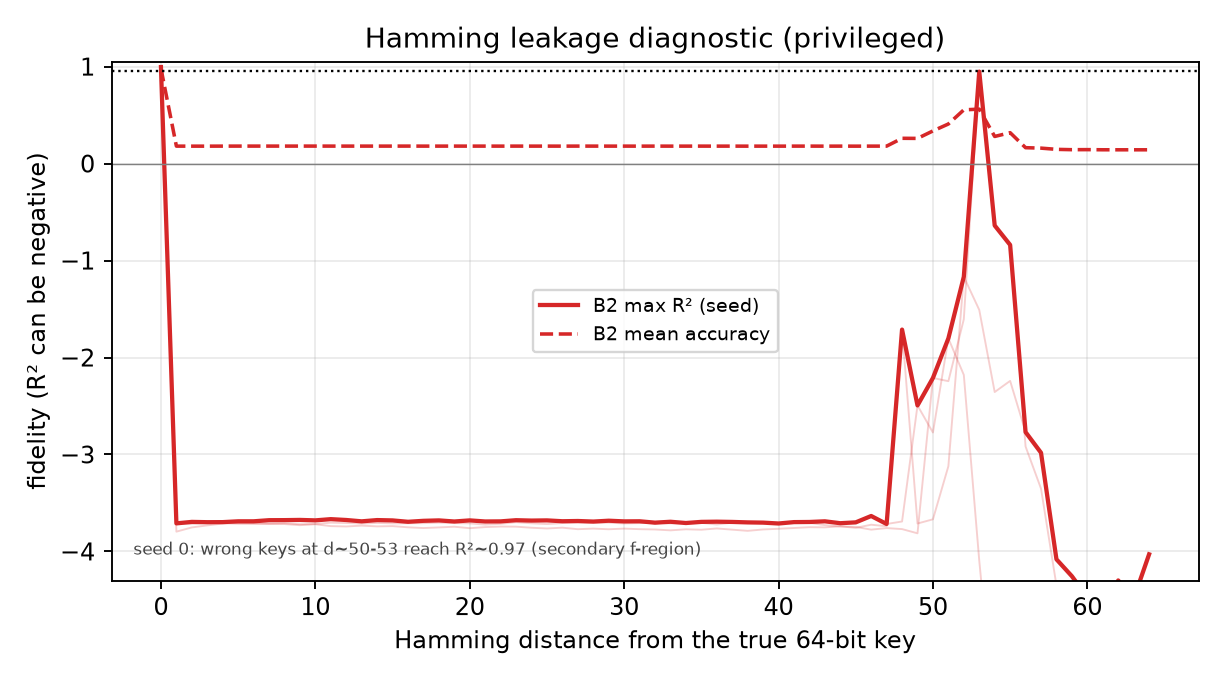 Hamming leakage diagnostic (privileged)
fidelity (R² can be negative)
1
0
−1
−2
−3
−4
B2 max R² (seed)
B2 mean accuracy
seed 0: wrong keys at d~50-53 reach R²~0.97 (secondary f-region)
0 10 20 30 40 50 60
Hamming distance from the true 64-bit key